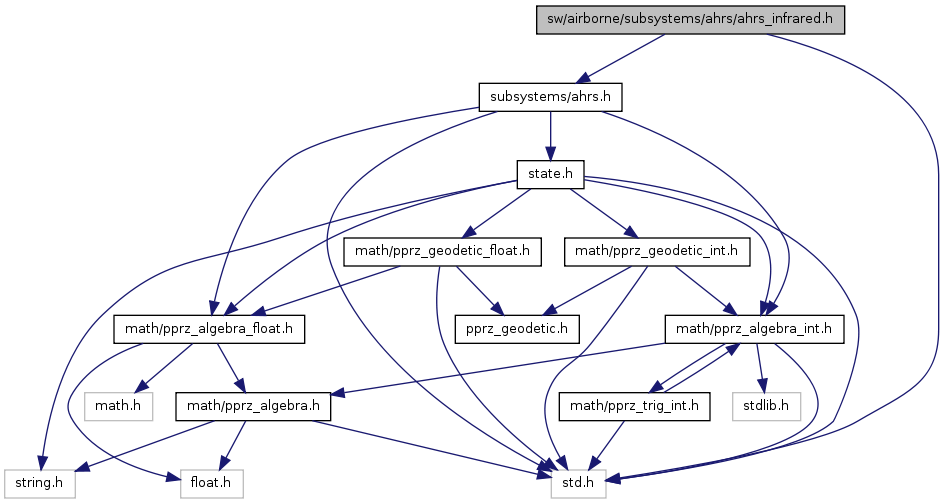 sw/airborne/subsystems/ahrs/ahrs_infrared.h
subsystems/ahrs.h
state.h
math/pprz_geodetic_float.h
math/pprz_geodetic_int.h
math/pprz_algebra_float.h
pprz_geodetic.h
math/pprz_algebra_int.h
math.h
math/pprz_algebra.h
math/pprz_trig_int.h
stdlib.h
string.h
float.h
std.h